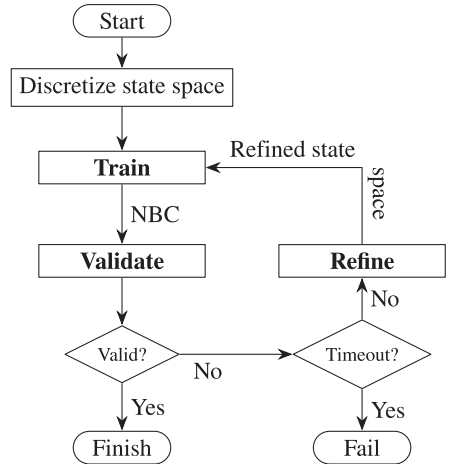 Start
Discretize state space
Train
Refined state
space
NBC
Validate
Refine
No
Valid?
Timeout?
No
Yes
Yes
Finish
Fail